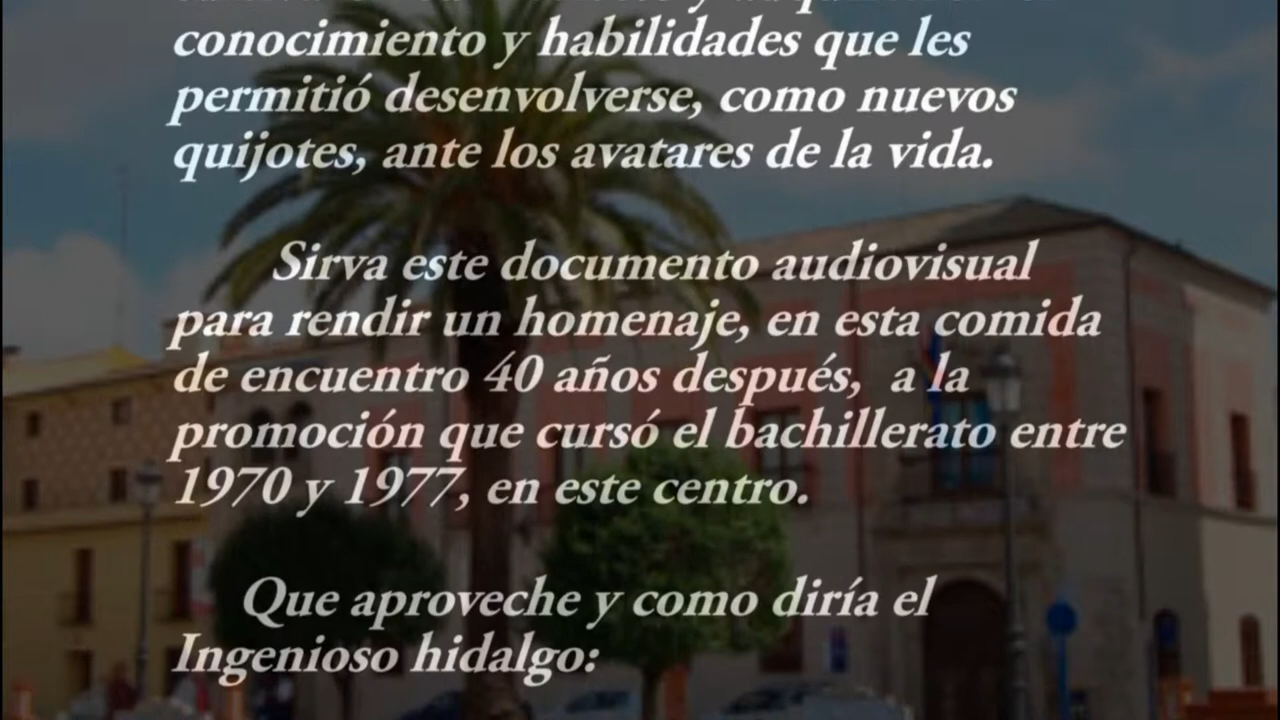 conocimiento y habilidades que les
permitió desenvolverse, como nuevos
quijotes, ante los avatares de la vida.
Sirva este documento audiovisual
para rendir un homenaje, en esta comida
de encuentro 40 años después, a la
promoción que cursó el bachillerato entre
1970 y 1977, en este centro.
Que aproveche y como diría el
Ingenioso hidalgo: